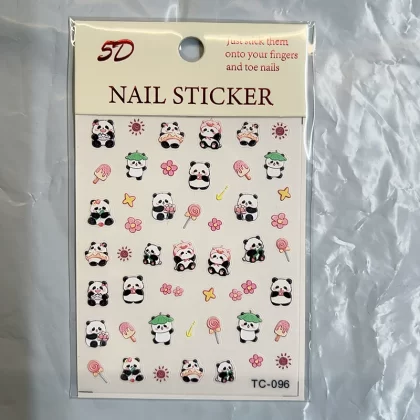 5D
Just stick them
onto your fingers
and toe nails
NAIL STICKER
TC-096